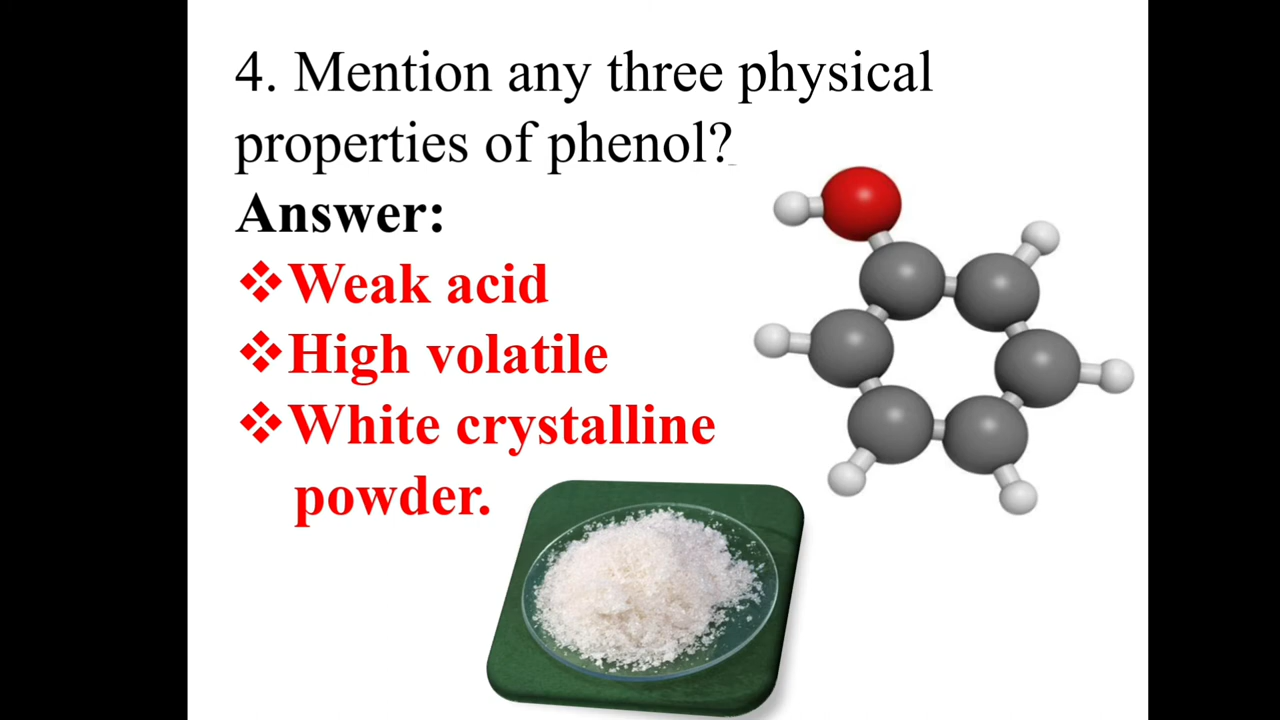 4. Mention any three physical
properties of phenol?
Answer:
❖Weak acid
❖High volatile
❖White crystalline
powder.